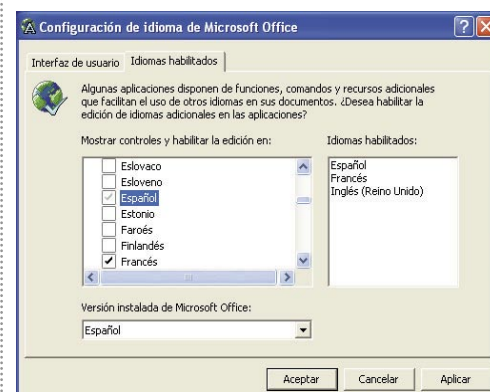 Configuración de idioma de Microsoft Office
Interfaz de usuario
Idiomas habilitados
Algunas aplicaciones disponen de funciones, comandos y recursos adicionales
que facilitan el uso de otros idiomas en sus documentos. ¿Desea habilitar la
edición de idiomas adicionales en las aplicaciones?
Mostrar controles y habilitar la edición en:
Eslovaco
Esloveno
Español
Estonio
Faroés
Finlandés
Francés
Idiomas habilitados:
Español
Francés
Inglés (Reino Unido)
Versión instalada de Microsoft Office:
Español
Aceptar
Cancelar
Aplicar